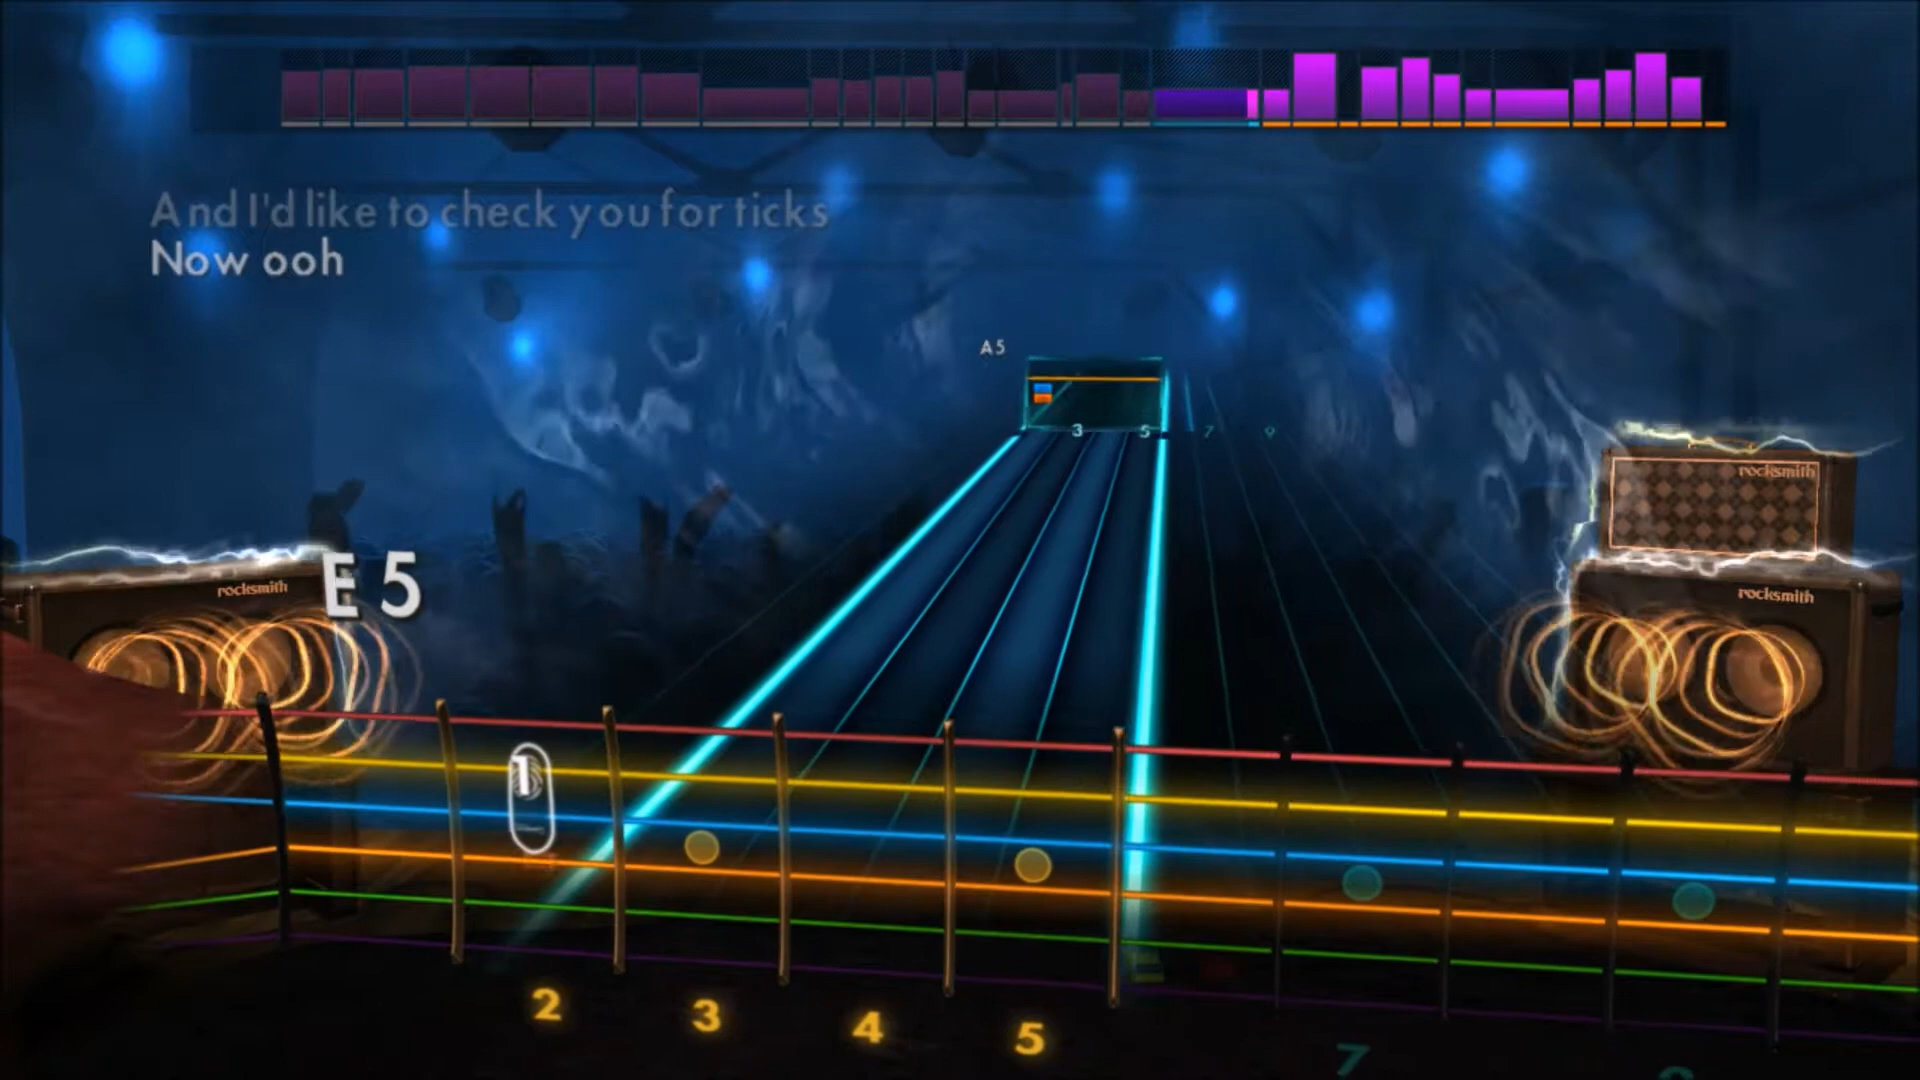 And I'd like to check you for ticks
Now ooh
A5
3 5 7 9
rocksmith
rocksmith
rocksmith
E 5
1
2 3 4 5 7